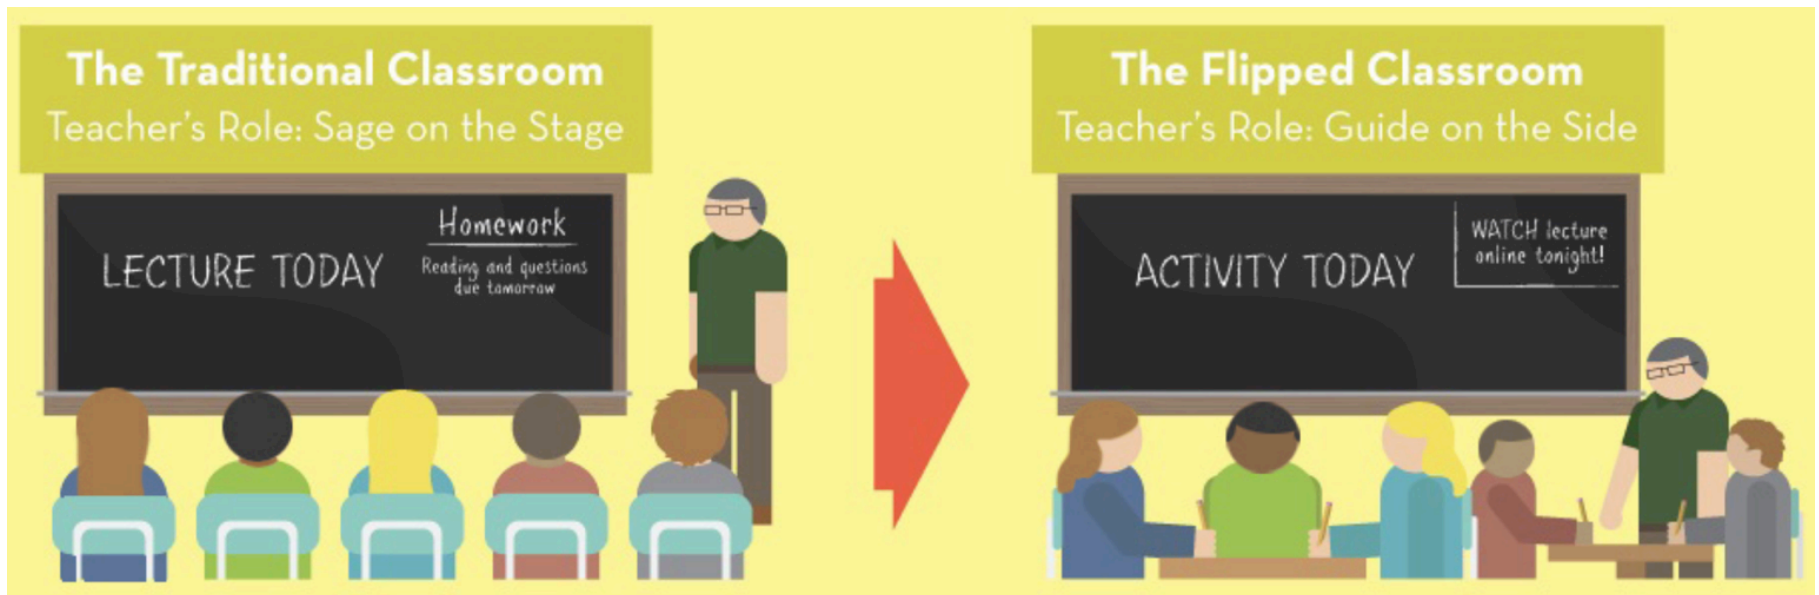 The Traditional Classroom
Teacher's Role: Sage on the Stage
LECTURE TODAY
Homework
Reading and questions
due tomorrow
The Flipped Classroom
Teacher's Role: Guide on the Side
ACTIVITY TODAY
WATCH lecture
online tonight!